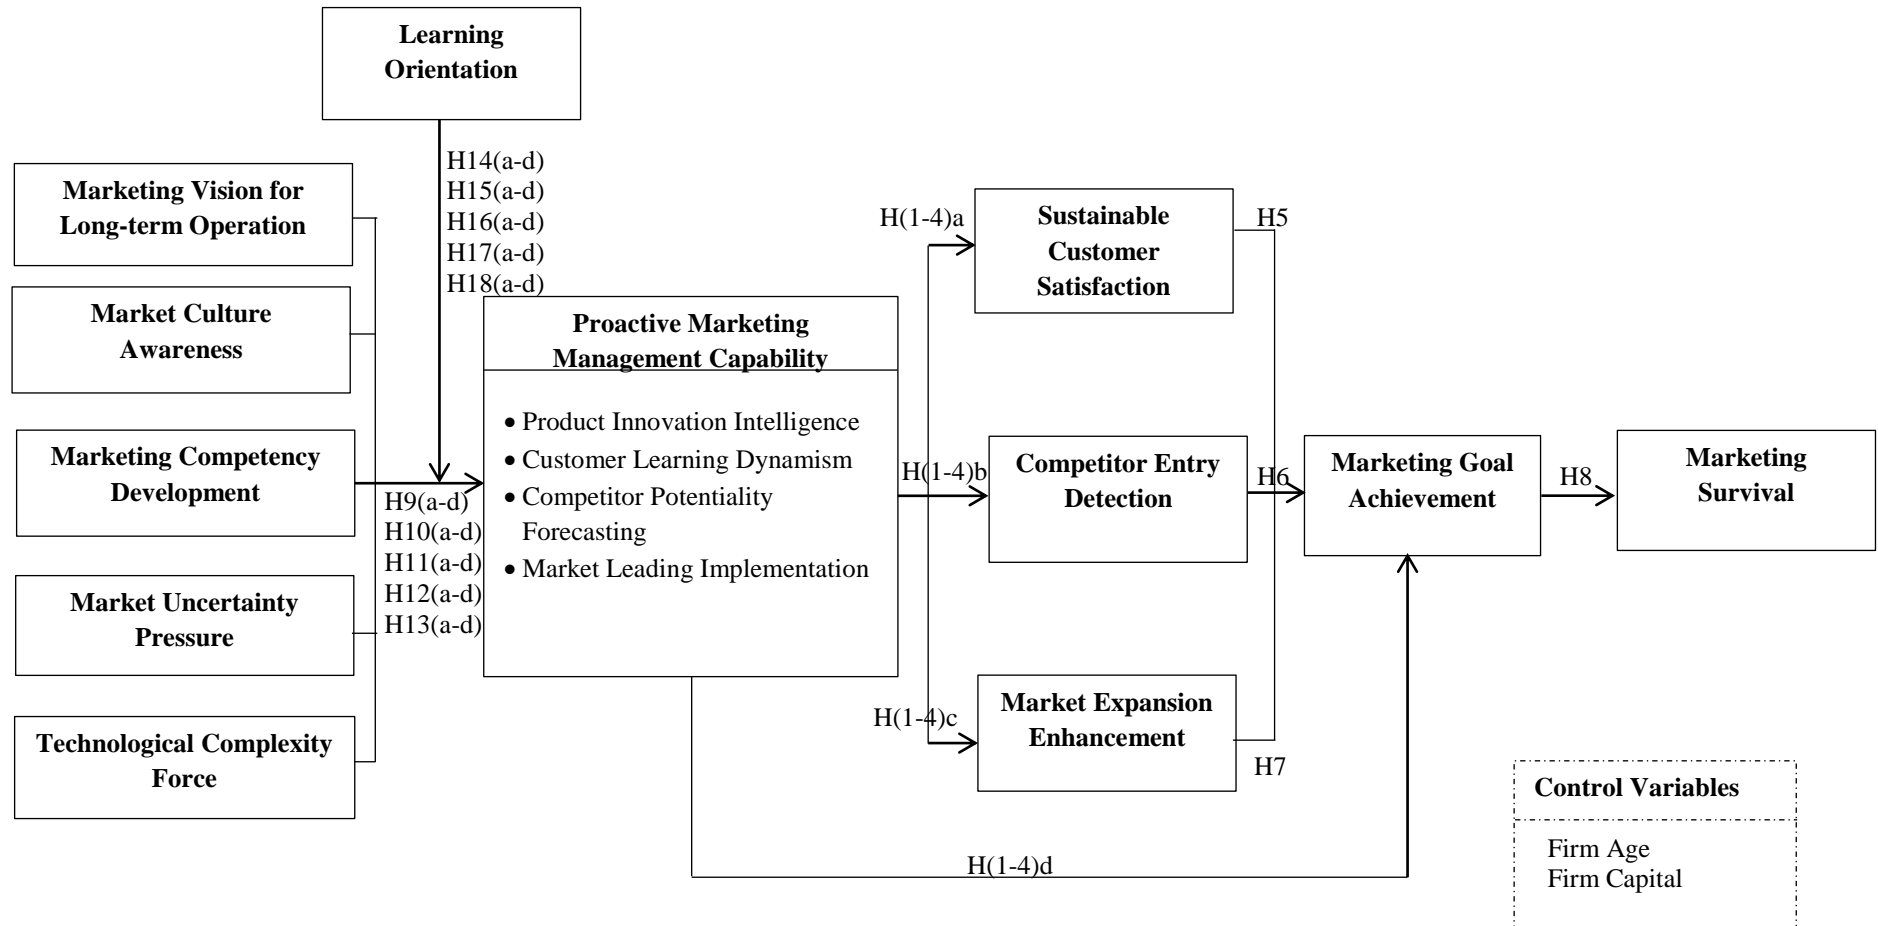 Learning
Orientation
H14(a-d)
H15(a-d)
H16(a-d)
H17(a-d)
H18(a-d)
Marketing Vision for
Long-term Operation
Market Culture
Awareness
Marketing Competency
Development
Market Uncertainty
Pressure
Technological Complexity
Force
H9(a-d)
H10(a-d)
H11(a-d)
H12(a-d)
H13(a-d)
Proactive Marketing
Management Capability
• Product Innovation Intelligence
• Customer Learning Dynamism
• Competitor Potentiality
Forecasting
• Market Leading Implementation
H(1-4)a
H(1-4)b
H(1-4)c
H(1-4)d
Sustainable
Customer
Satisfaction
Competitor Entry
Detection
Market Expansion
Enhancement
H5
H6
H7
Marketing Goal
Achievement
H8
Marketing
Survival
Control Variables
Firm Age
Firm Capital